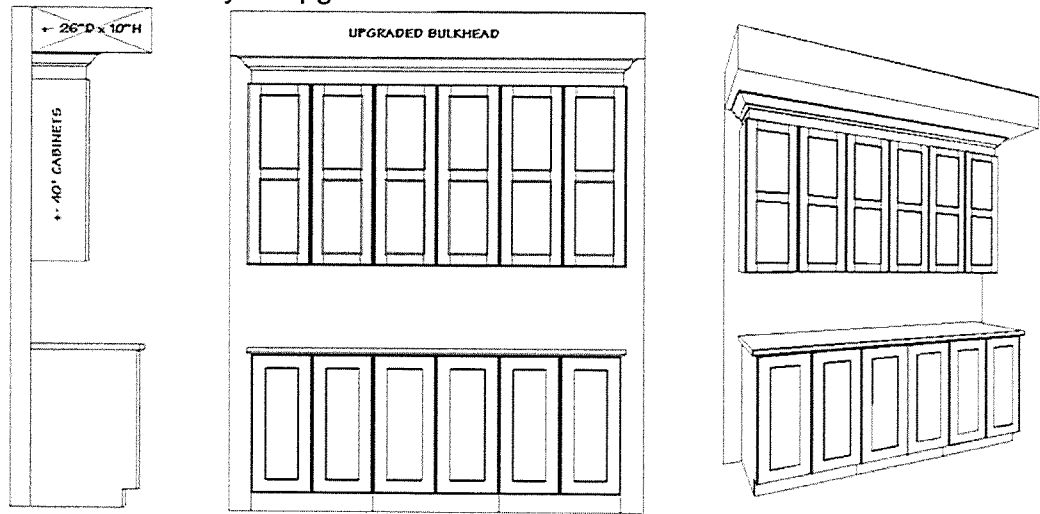 +- 26"D x 10"H
UPGRADED BULKHEAD
+- 40" CABINETS